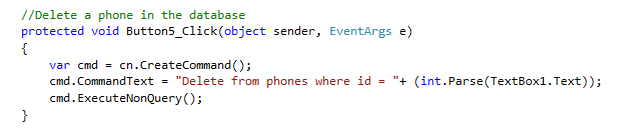 //Delete a phone in the database
protected void Button5_Click(object sender, EventArgs e)
{
    var cmd = cn.CreateCommand();
    cmd.CommandText = "Delete from phones where id = "+ (int.Parse(TextBox1.Text));
    cmd.ExecuteNonQuery();
}